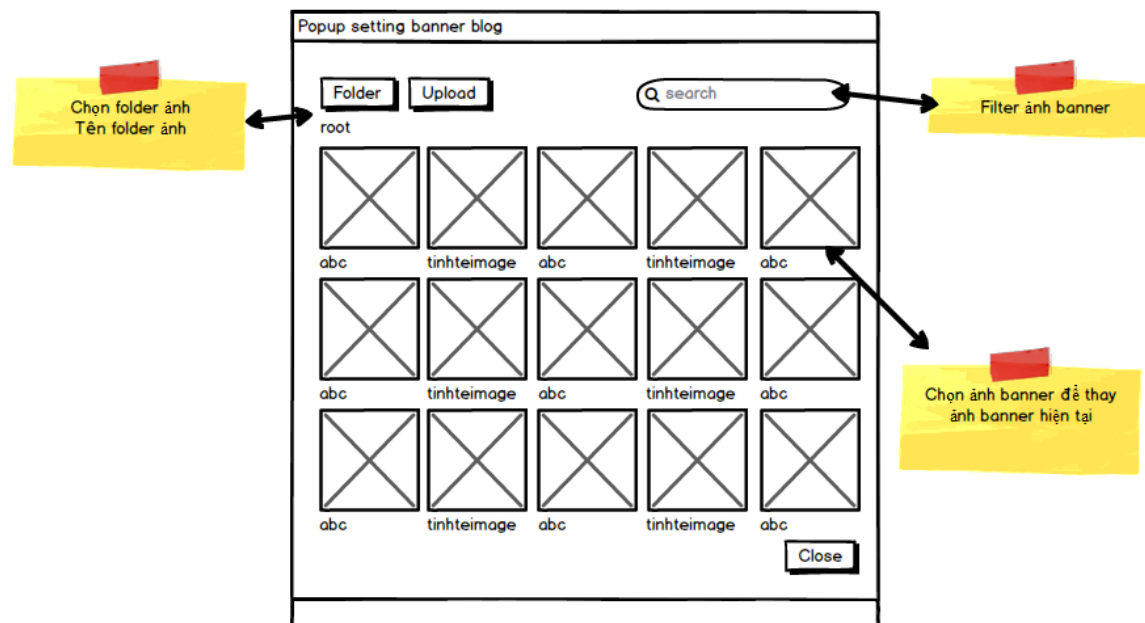 Popup setting banner blog
Chọn folder ảnh
Tên folder ảnh
Folder
Upload
search
Filter ảnh banner
root
abc
tinhteimage
abc
tinhteimage
abc
abc
tinhteimage
abc
tinhteimage
abc
Chọn ảnh banner để thay
ảnh banner hiện tại
abc
tinhteimage
abc
tinhteimage
abc
Close